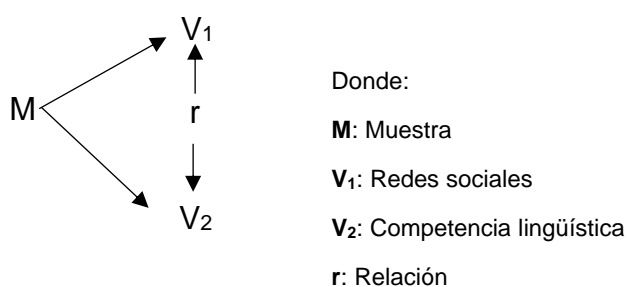 V1
M
r
V2
Donde:
M: Muestra
V1: Redes sociales
V2: Competencia lingüística
r: Relación